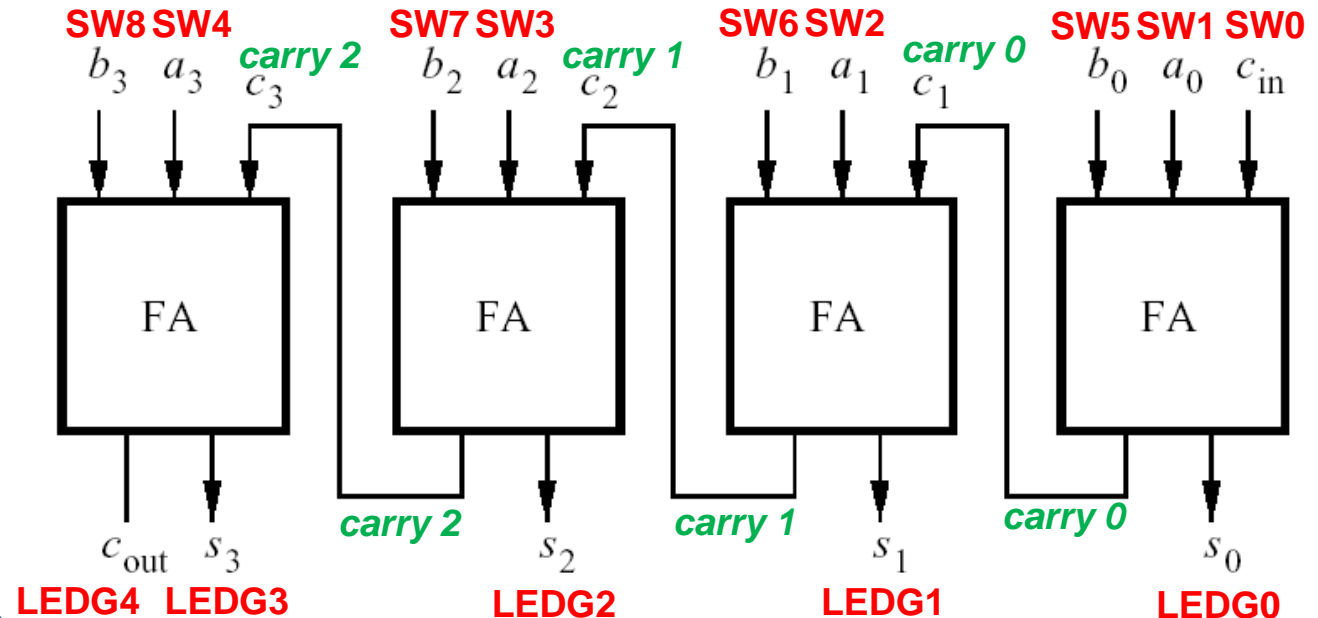 SW8 SW4 SW7 SW3 SW6 SW2 SW5 SW1 SW0
b3 a3 carry 2 c3 b2 a2 carry 1 c2 b1 a1 carry 0 c1 b0 a0 cin
FA FA FA FA
carry 2 carry 1 carry 0
cout s3 s2 s1 s0
LEDG4 LEDG3 LEDG2 LEDG1 LEDG0